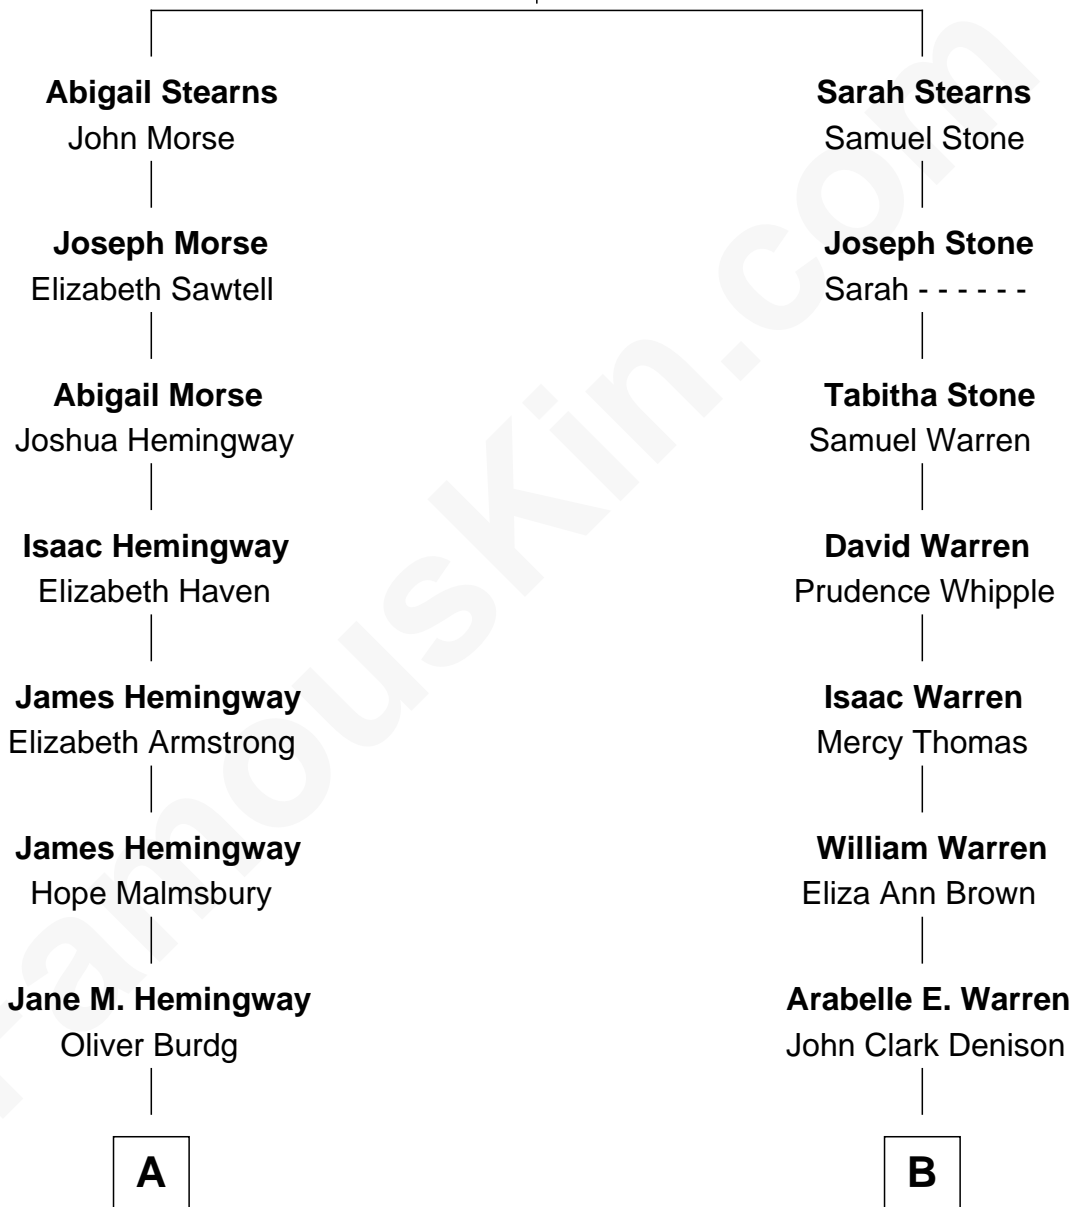 Abigail Stearns
John Morse
Sarah Stearns
Samuel Stone
Joseph Morse
Elizabeth Sawtell
Joseph Stone
Sarah - - - - - -
Abigail Morse
Joshua Hemingway
Tabitha Stone
Samuel Warren
Isaac Hemingway
Elizabeth Haven
David Warren
Prudence Whipple
James Hemingway
Elizabeth Armstrong
Isaac Warren
Mercy Thomas
James Hemingway
Hope Malmsbury
William Warren
Eliza Ann Brown
Jane M. Hemingway
Oliver Burdg
Arabelle E. Warren
John Clark Denison
A
B
FamousKin.com